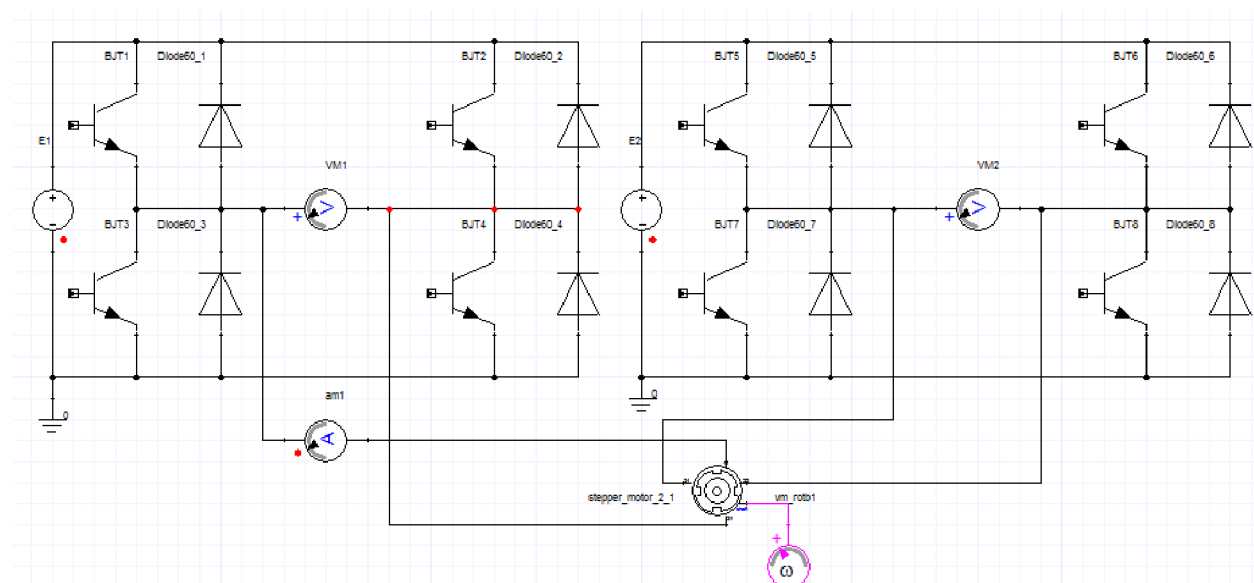 BJT1 Diode60_1 BJT2 Diode60_2 BJT5 Diode60_5 BJT6 Diode60_6
E1 E2
VM1 VM2
+ V + V
BJT3 Diode60_3 BJT4 Diode60_4 BJT7 Diode60_7 BJT8 Diode60_8
am1
0 0
A
stepper_motor_2_1 vm_rotb1
+
ω